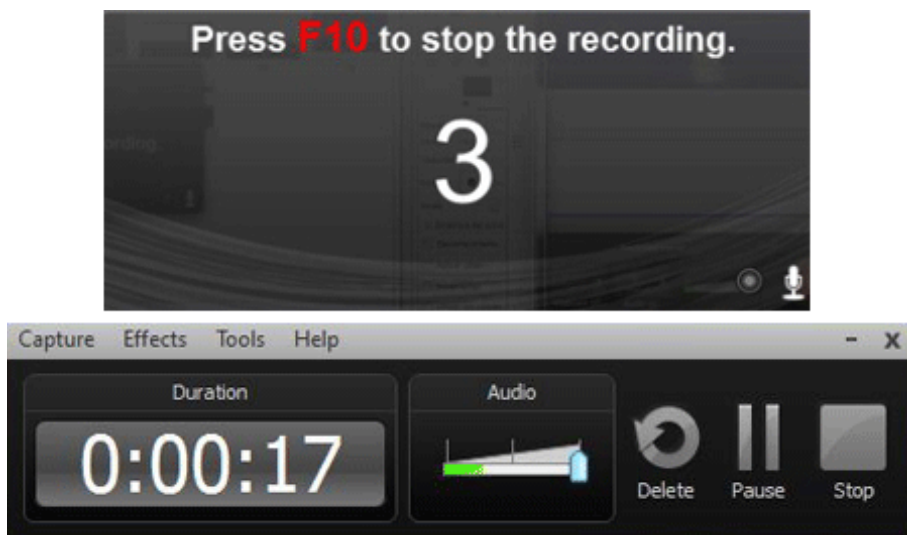 Press F10 to stop the recording.
3
Capture Effects Tools Help
Duration
Audio
0:00:17
Delete Pause Stop